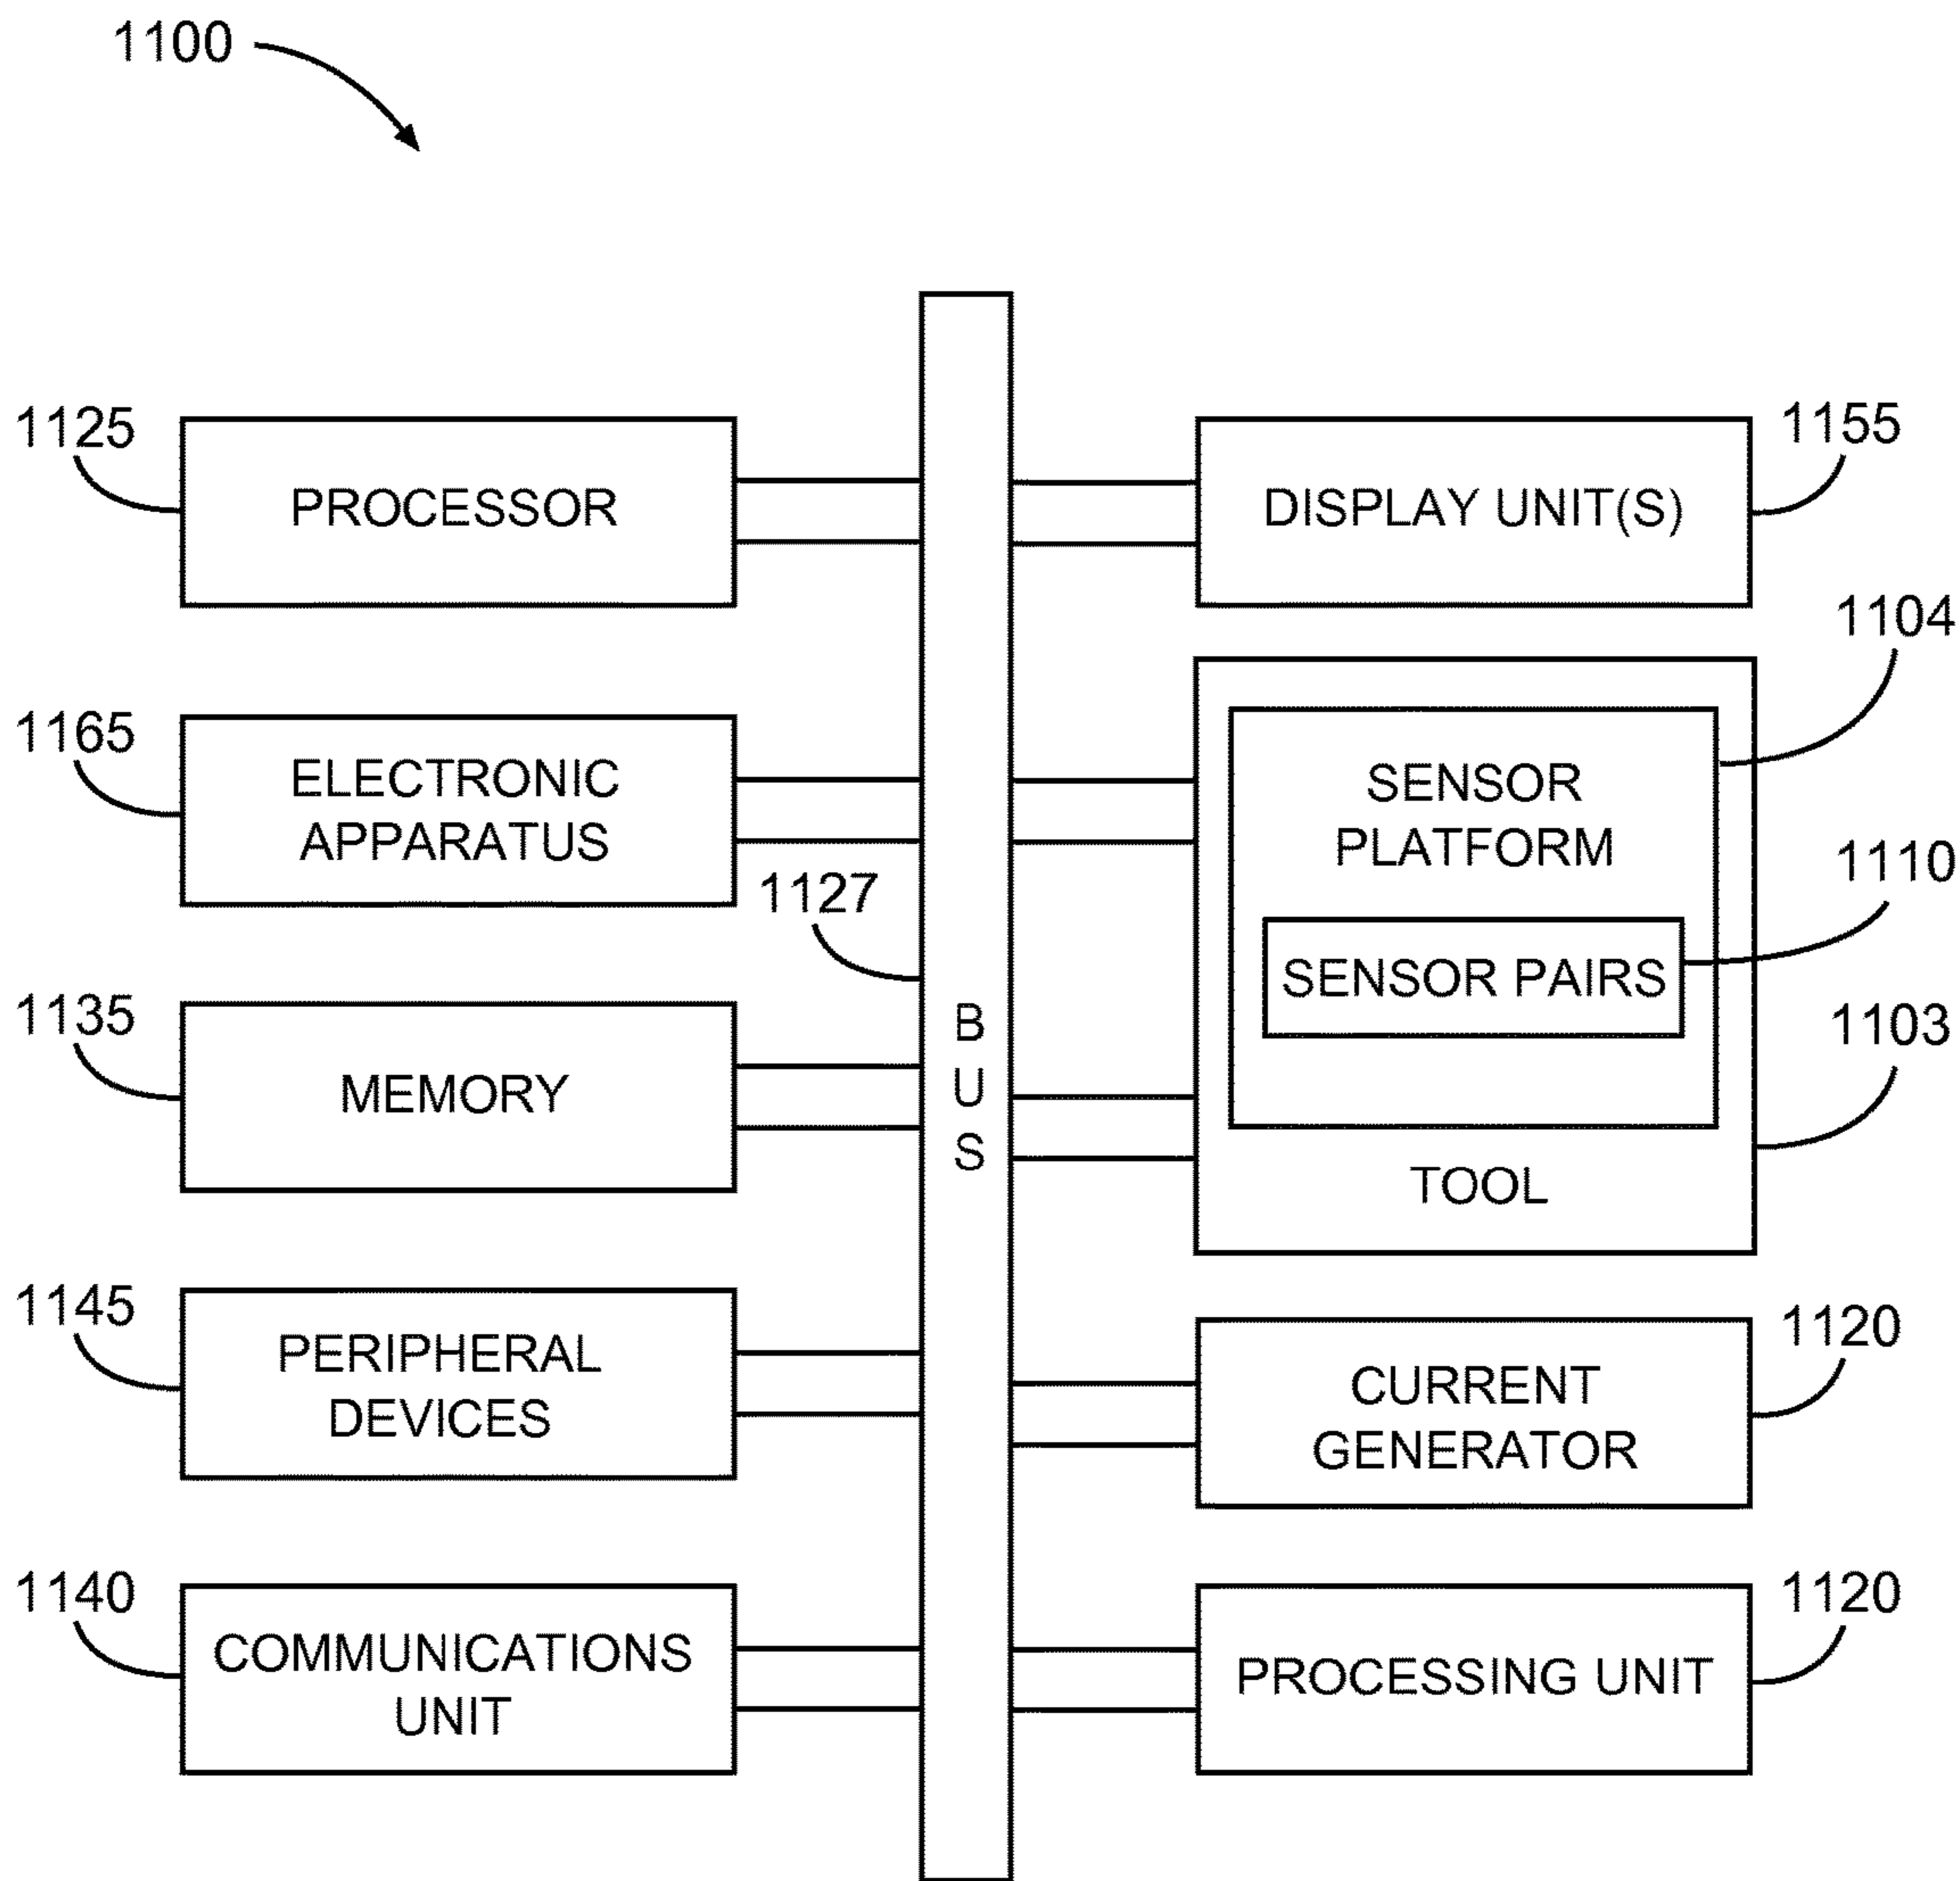 1100
1125
PROCESSOR
DISPLAY UNIT(S)
1155
1104
1165
ELECTRONIC
APPARATUS
SENSOR
PLATFORM
1127
1110
SENSOR PAIRS
1135
MEMORY
B
U
S
1103
TOOL
1145
PERIPHERAL
DEVICES
CURRENT
GENERATOR
1120
1140
COMMUNICATIONS
UNIT
PROCESSING UNIT
1120